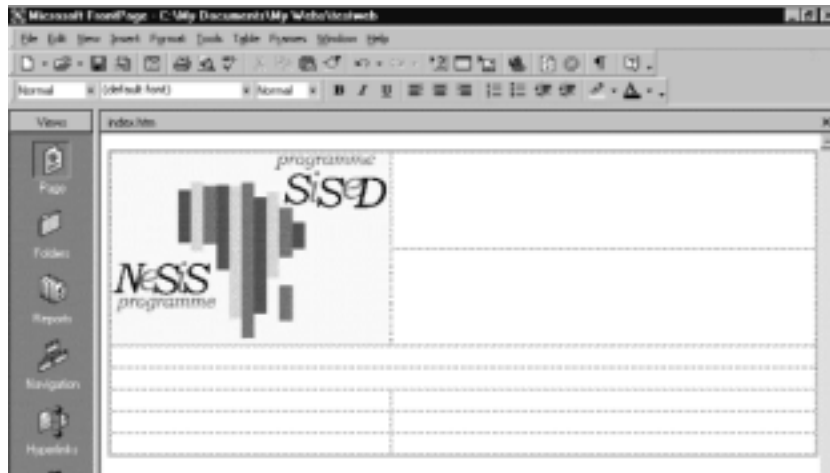 Microsoft FrontPage - C:\My Documents\My Webs\testweb
File Edit View Insert Format Tools Table Frames Window Help
Normal (default font) Normal B I U A
Views index.htm
Page
Folders
Reports
Navigation
Hyperlinks
programme
SiSED
NeSiS
programme